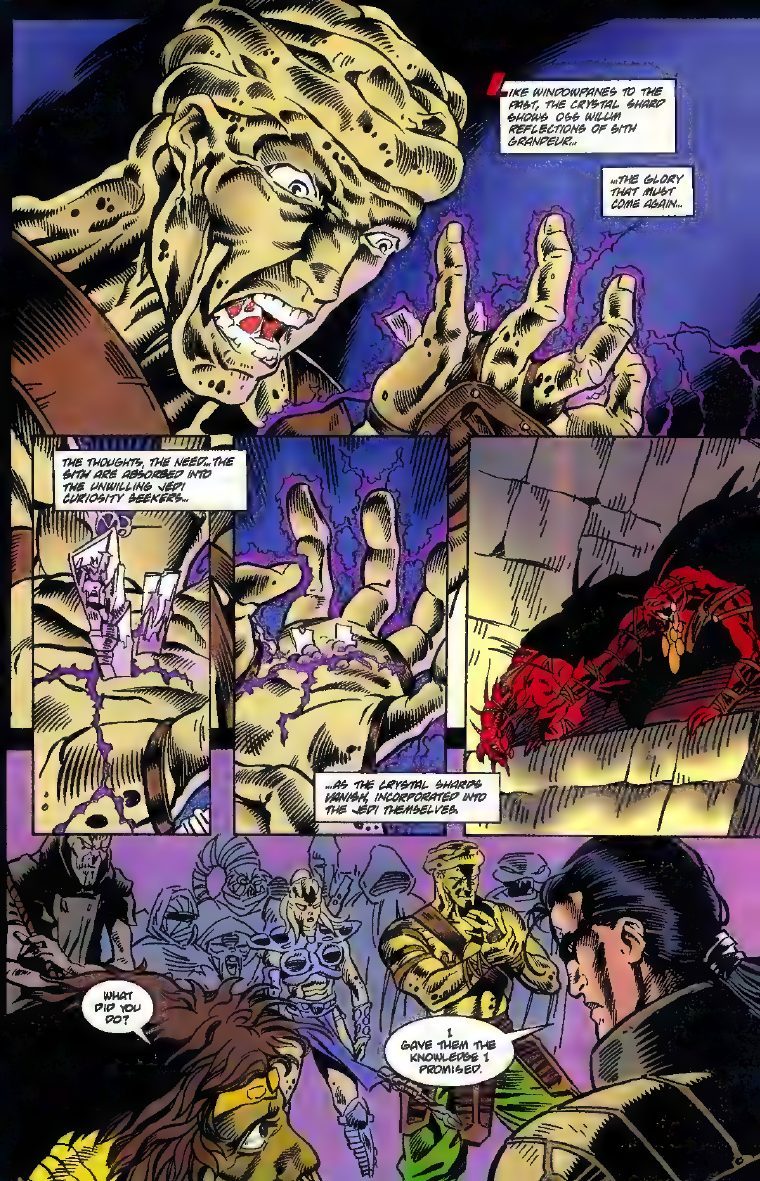 LIKE WINDOWPANES TO THE
PAST, THE CRYSTAL SHARD
SHOWS OSS WILUM
REFLECTIONS OF SITH
GRANDEUR...
...THE GLORY
THAT MUST
COME AGAIN...
THE THOUGHTS, THE NEED...THE
SITH ARE ABSORBED INTO
THE UNWILLING JEDI
CURIOSITY SEEKERS...
...AS THE CRYSTAL SHARDS
VANISH, INCORPORATED INTO
THE JEDI THEMSELVES.
WHAT
DID YOU
DO?
I
GAVE THEM THE
KNOWLEDGE I
PROMISED.